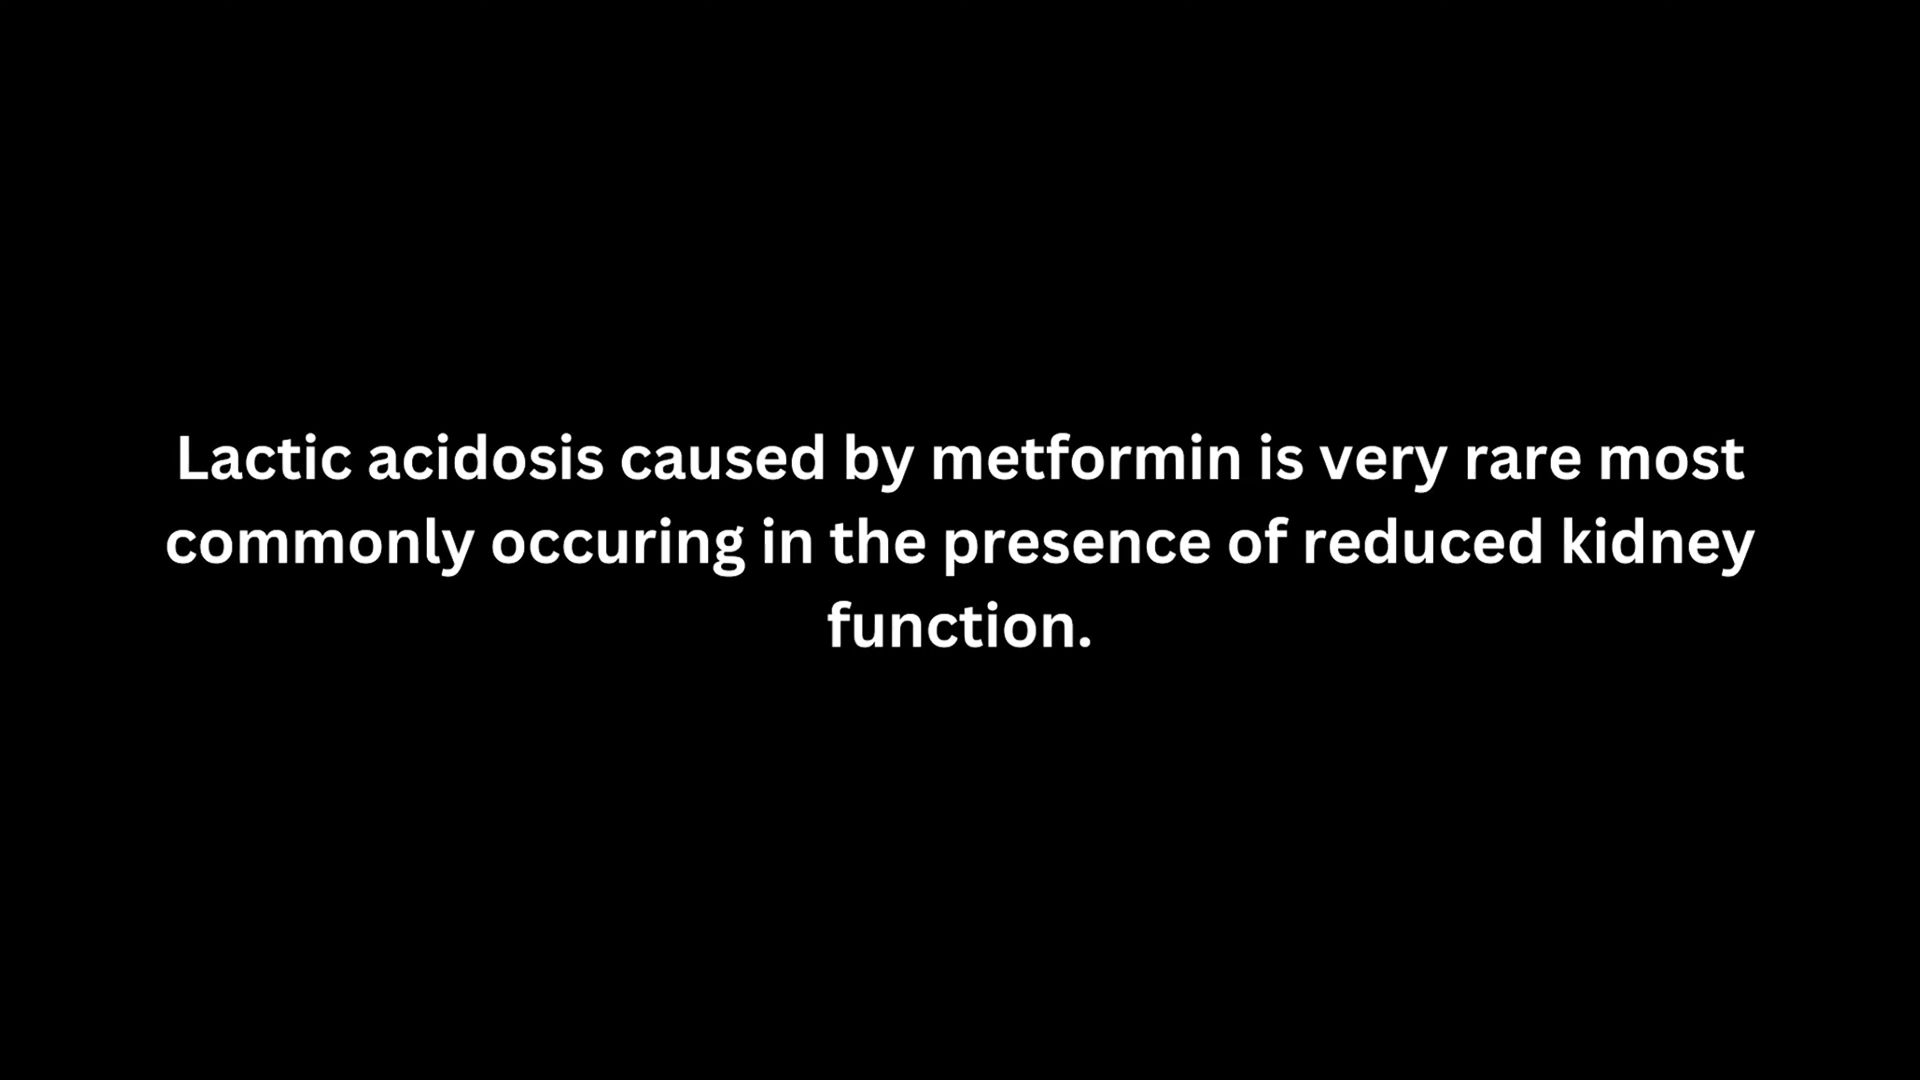 Lactic acidosis caused by metformin is very rare most
commonly occuring in the presence of reduced kidney
function.